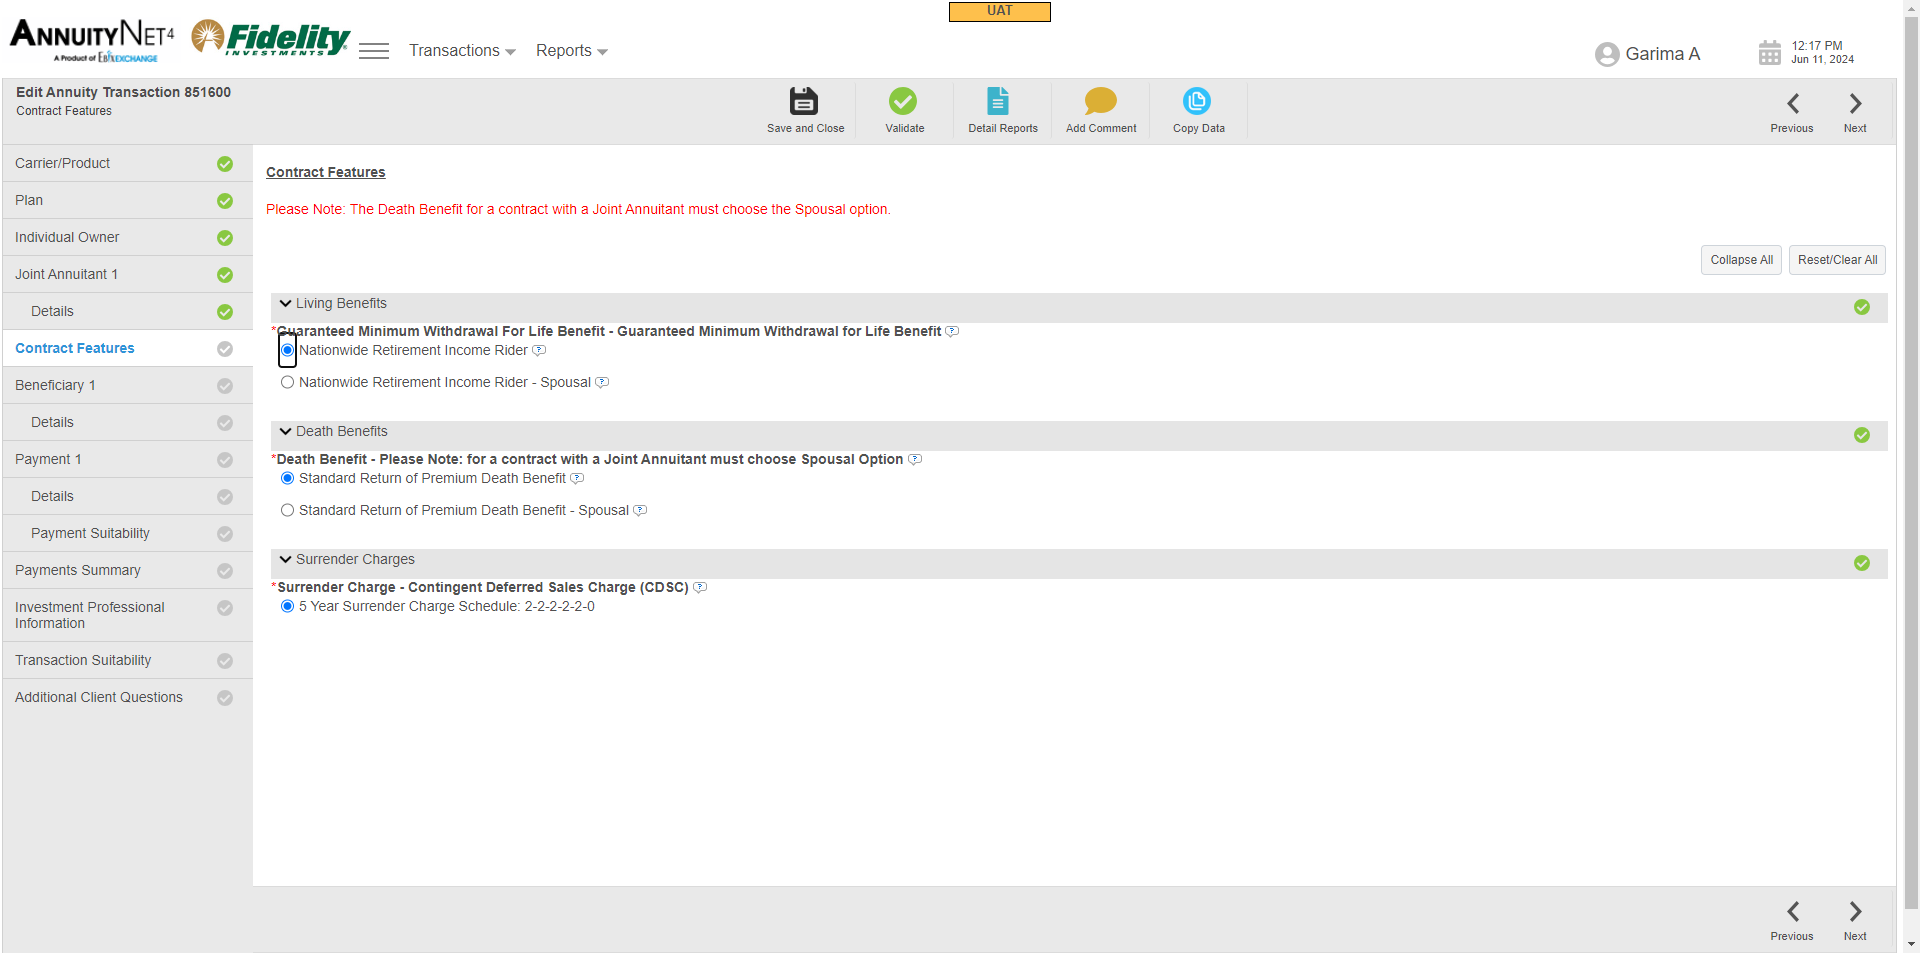 UAT
ANNUITYNET4
A Product of EbixEXCHANGE
Fidelity
INVESTMENTS
Transactions
Reports
Garima A
12:17 PM
Jun 11, 2024
Edit Annuity Transaction 851600
Contract Features
Save and Close
Validate
Detail Reports
Add Comment
Copy Data
Previous
Next
Carrier/Product
Plan
Individual Owner
Joint Annuitant 1
Details
Contract Features
Beneficiary 1
Details
Payment 1
Details
Payment Suitability
Payments Summary
Investment Professional
Information
Transaction Suitability
Additional Client Questions
Contract Features
Please Note: The Death Benefit for a contract with a Joint Annuitant must choose the Spousal option.
Collapse All
Reset/Clear All
Living Benefits
*Guaranteed Minimum Withdrawal For Life Benefit - Guaranteed Minimum Withdrawal for Life Benefit
Nationwide Retirement Income Rider
Nationwide Retirement Income Rider - Spousal
Death Benefits
*Death Benefit - Please Note: for a contract with a Joint Annuitant must choose Spousal Option
Standard Return of Premium Death Benefit
Standard Return of Premium Death Benefit - Spousal
Surrender Charges
*Surrender Charge - Contingent Deferred Sales Charge (CDSC)
5 Year Surrender Charge Schedule: 2-2-2-2-2-0
Previous
Next